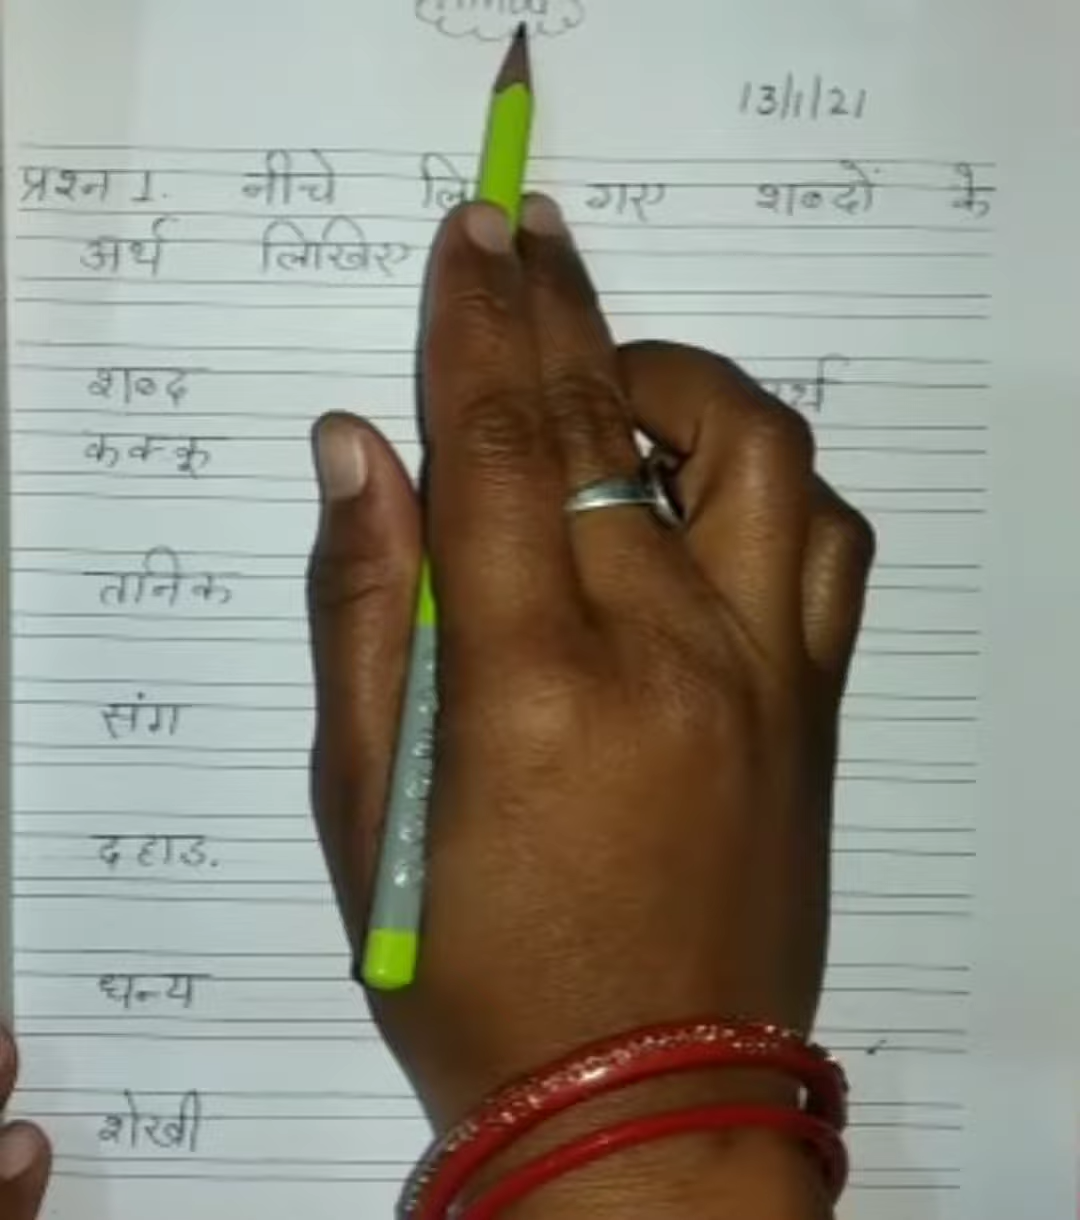 13/1/21
प्रश्न 1. नीचे गए शब्दों के
अर्थ लिखिए
शब्द
कक्कू
तनिक
संग
दहाड.
धन्य
शेखी